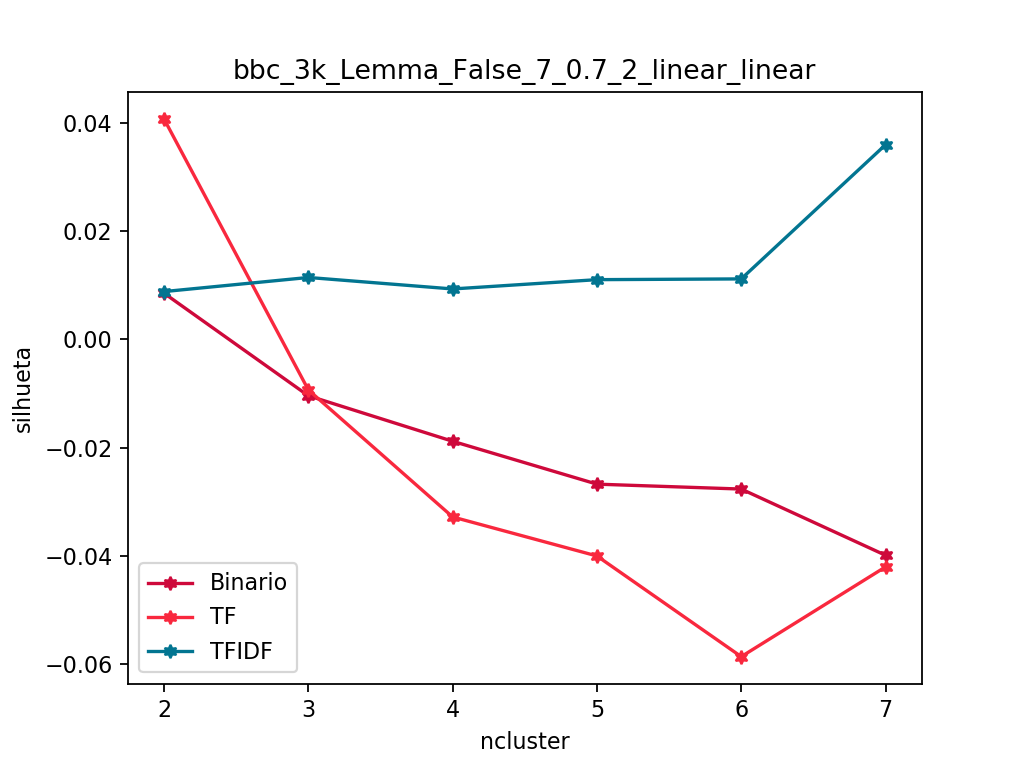 bbc_3k_Lemma_False_7_0.7_2_linear_linear
0.04
0.02
0.00
−0.02
−0.04
−0.06
silhueta
Binario
TF
TFIDF
2 3 4 5 6 7
ncluster